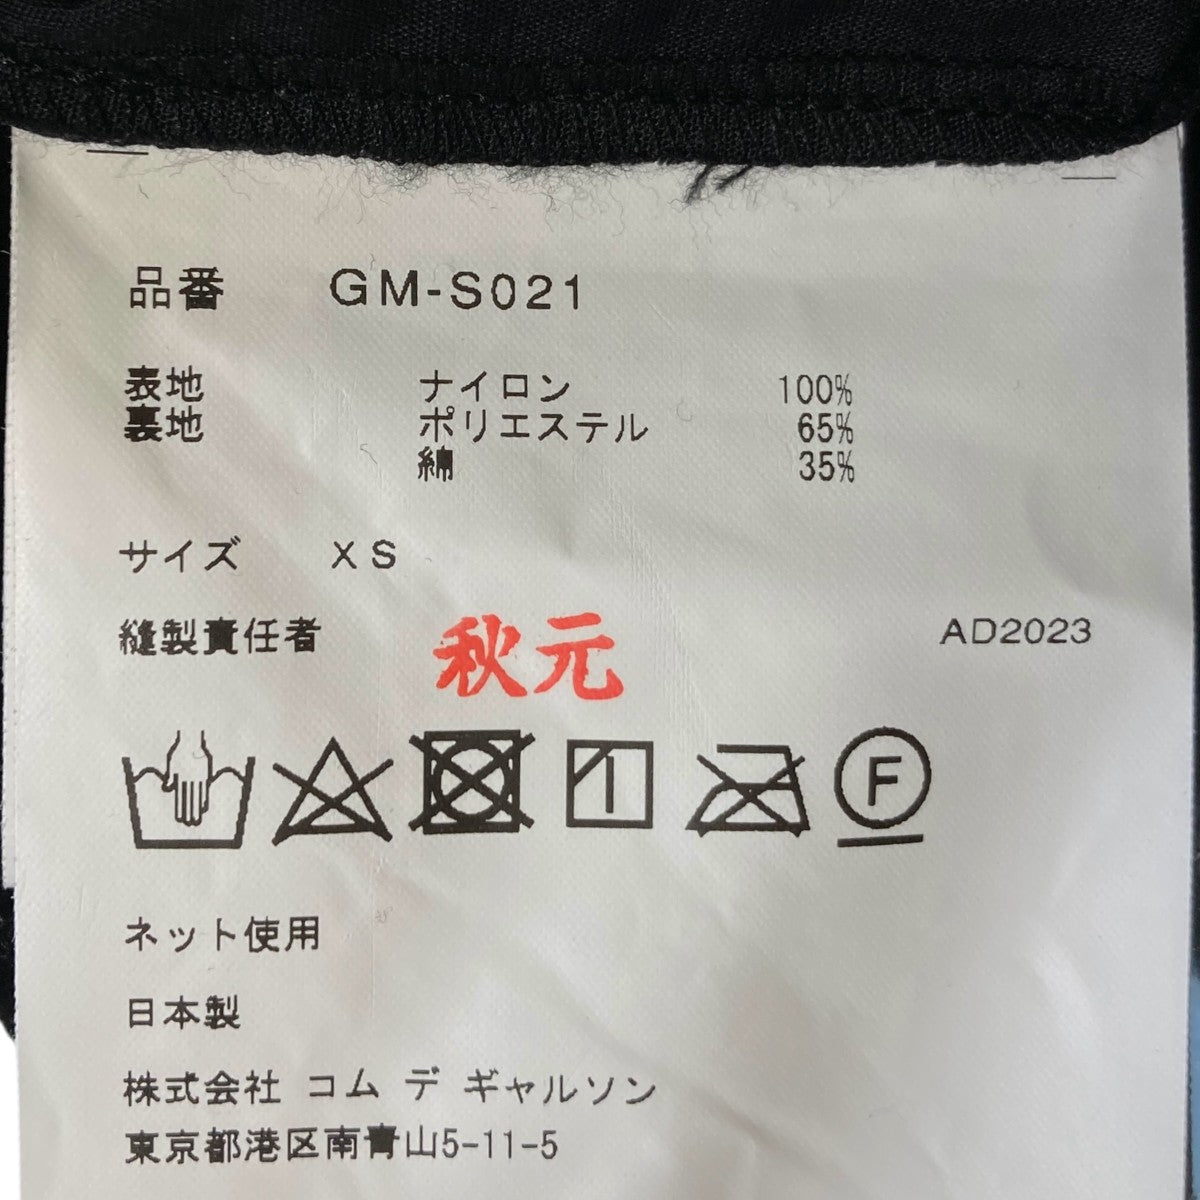 品番 GM-S021
表地 ナイロン 100%
裏地 ポリエステル 65%
綿 35%
サイズ XS
縫製責任者 秋元 AD2023
F
ネット使用
日本製
株式会社 コム デ ギャルソン
東京都港区南青山5-11-5